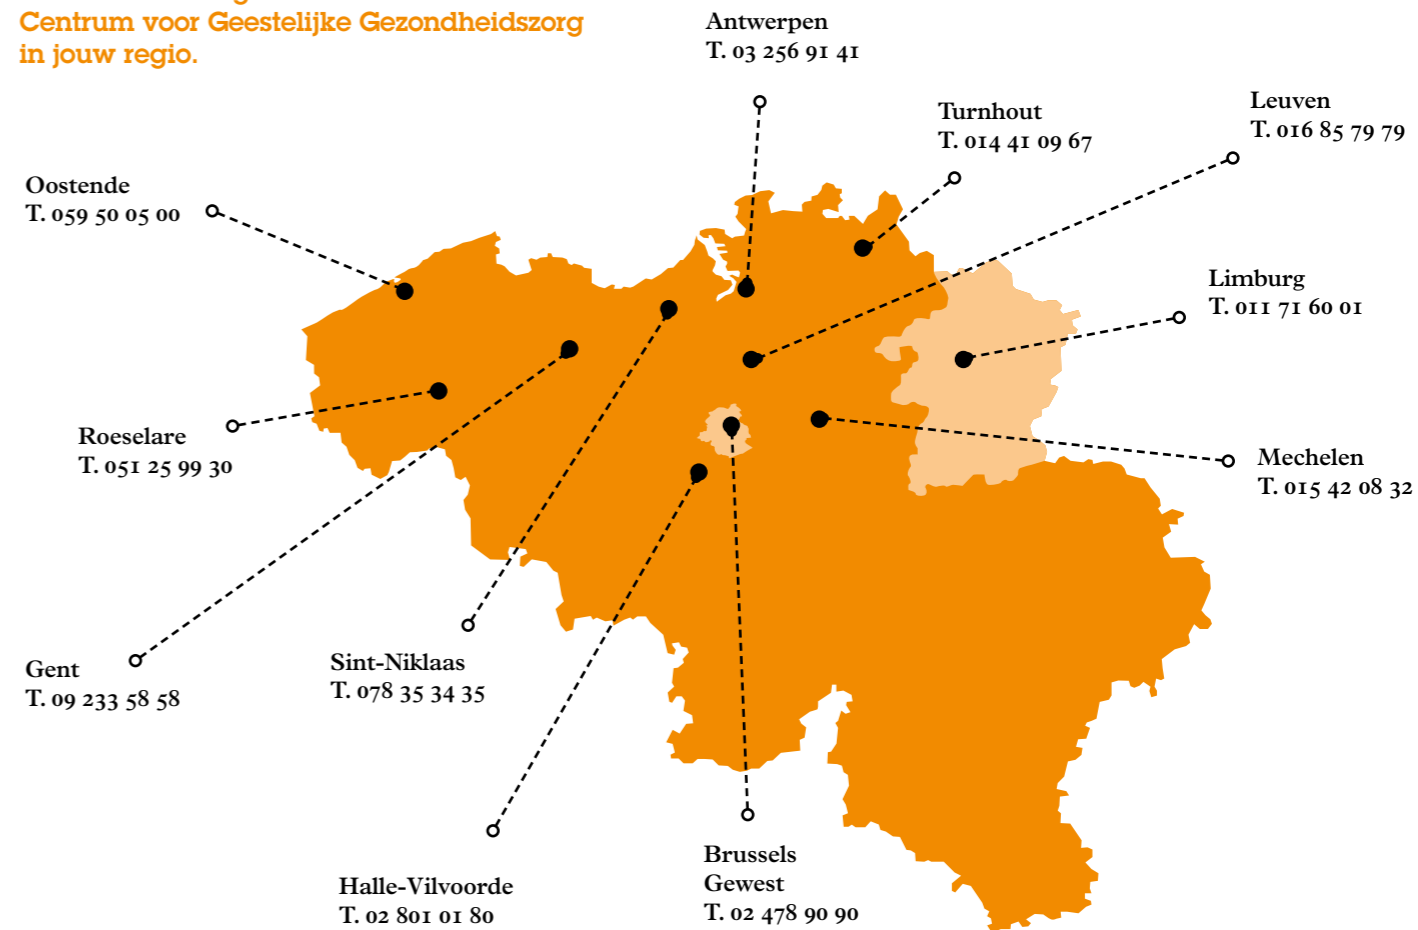 Centrum voor Geestelijke Gezondheidszorg
in jouw regio.
Antwerpen
T. 03 256 91 41
Turnhout
T. 014 41 09 67
Leuven
T. 016 85 79 79
Oostende
T. 059 50 05 00
Limburg
T. 011 71 60 01
Roeselare
T. 051 25 99 30
Mechelen
T. 015 42 08 32
Gent
T. 09 233 58 58
Sint-Niklaas
T. 078 35 34 35
Halle-Vilvoorde
T. 02 801 01 80
Brussels
Gewest
T. 02 478 90 90